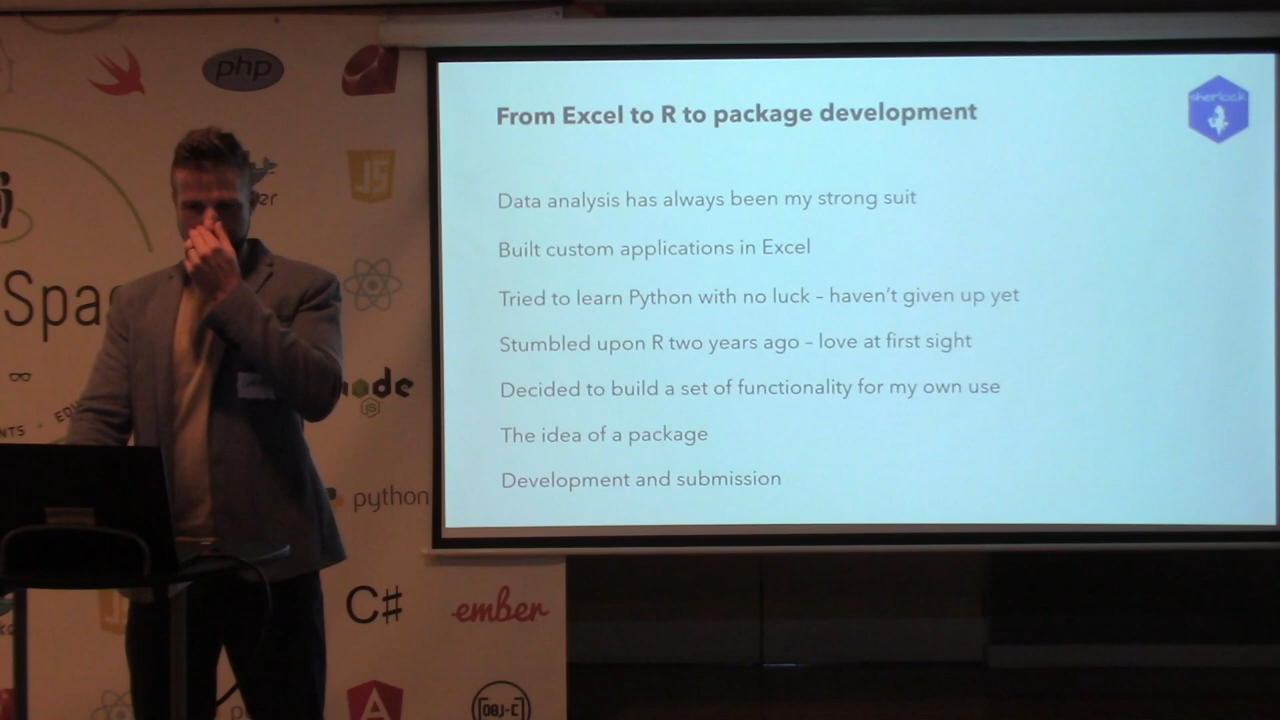 From Excel to R to package development
sherlock
Data analysis has always been my strong suit
Built custom applications in Excel
Tried to learn Python with no luck – haven't given up yet
Stumbled upon R two years ago – love at first sight
Decided to build a set of functionality for my own use
The idea of a package
Development and submission
php
JS
Spa
node
JS
python
C#
ember
A
OBJ-C